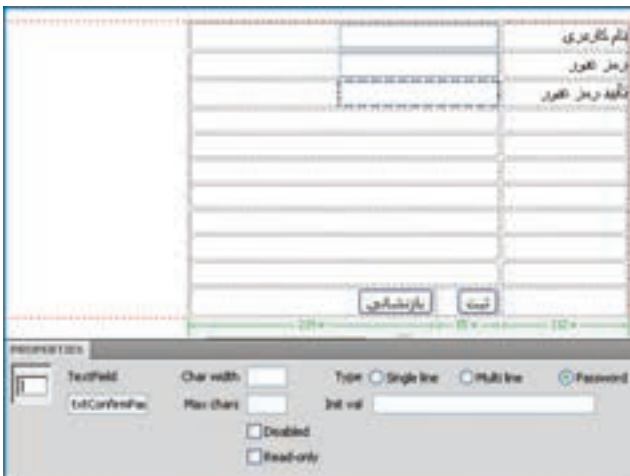 نام کاربری
رمز عبور
تأیید رمز عبور
ثبت بازنشانی
PROPERTIES
TextField Char width Type Single line Multi line Password
txtConfirmPas Max chars Init val
Disabled
Read-only